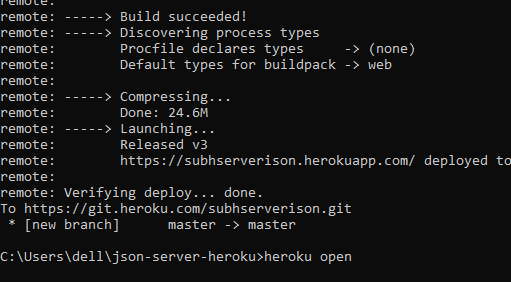 remote:
remote: -----> Build succeeded!
remote: -----> Discovering process types
remote:        Procfile declares types     -> (none)
remote:        Default types for buildpack -> web
remote:
remote: -----> Compressing...
remote:        Done: 24.6M
remote: -----> Launching...
remote:        Released v3
remote:        https://subhserverison.herokuapp.com/ deployed to
remote:
remote: Verifying deploy... done.
To https://git.heroku.com/subhserverison.git
 * [new branch]      master -> master
C:\Users\dell\json-server-heroku>heroku open